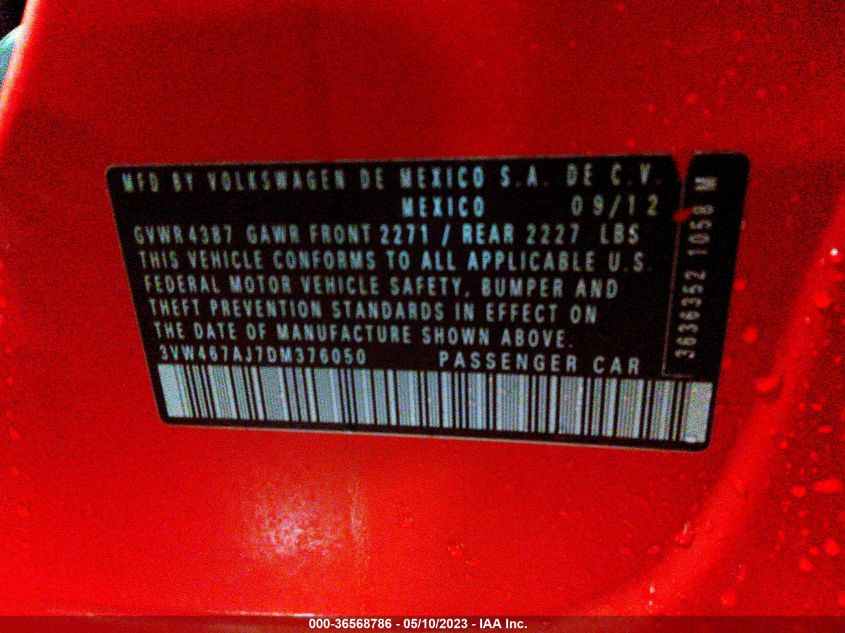 MFD BY VOLKSWAGEN DE MEXICO S.A. DE C.V.
MEXICO 09/12
GVWR 4387 GAWR FRONT 2271 / REAR 2227 LBS
THIS VEHICLE CONFORMS TO ALL APPLICABLE U.S.
FEDERAL MOTOR VEHICLE SAFETY, BUMPER AND
THEFT PREVENTION STANDARDS IN EFFECT ON
THE DATE OF MANUFACTURE SHOWN ABOVE.
3VW467AJ7DM376050 PASSENGER CAR
3636352 1058 M
000-36568786 - 05/10/2023 - IAA Inc.